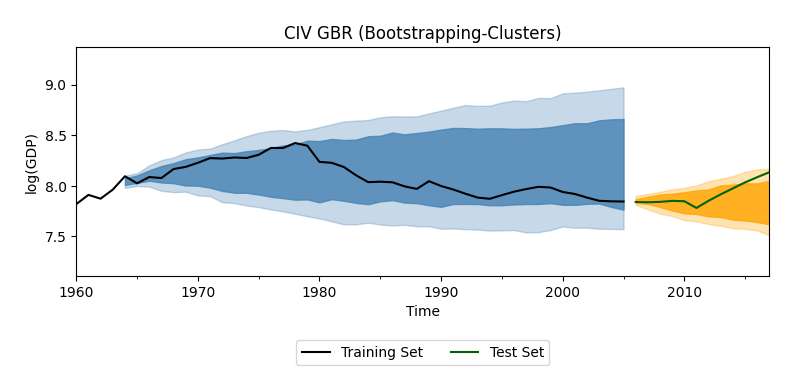 CIV GBR (Bootstrapping-Clusters)
9.0
8.5
8.0
7.5
log(GDP)
1960 1970 1980 1990 2000 2010
Time
Training Set Test Set